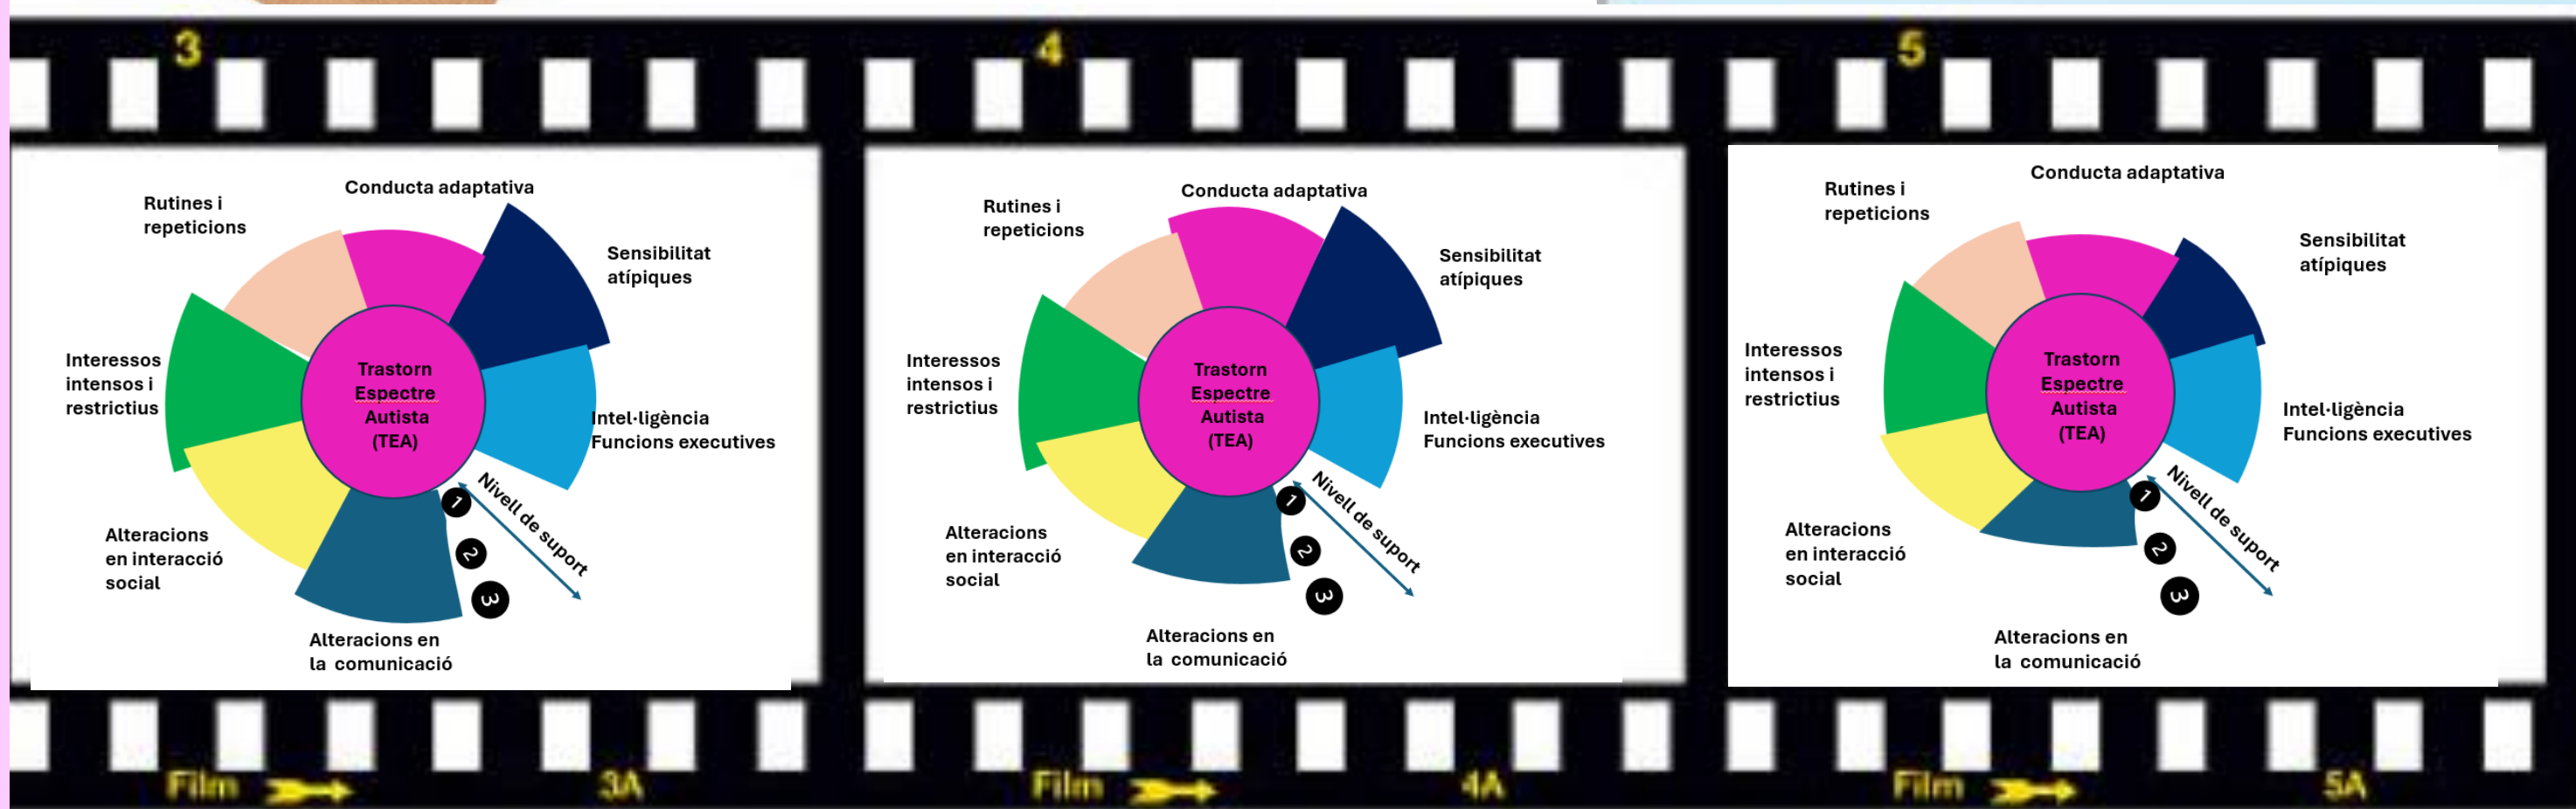 3
4
5
Conducta adaptativa
Rutines i
repeticions
Sensibilitat
atípiques
Interessos
intensos i
restrictius
Trastorn
Espectre
Autista
(TEA)
Intel·ligència
Funcions executives
Nivell de suport
1
2
3
Alteracions
en interacció
social
Alteracions en
la comunicació
Conducta adaptativa
Rutines i
repeticions
Sensibilitat
atípiques
Interessos
intensos i
restrictius
Trastorn
Espectre
Autista
(TEA)
Intel·ligència
Funcions executives
Nivell de suport
1
2
3
Alteracions
en interacció
social
Alteracions en
la comunicació
Conducta adaptativa
Rutines i
repeticions
Sensibilitat
atípiques
Interessos
intensos i
restrictius
Trastorn
Espectre
Autista
(TEA)
Intel·ligència
Funcions executives
Nivell de suport
1
2
3
Alteracions
en interacció
social
Alteracions en
la comunicació
Film 3A
Film 4A
Film 5A